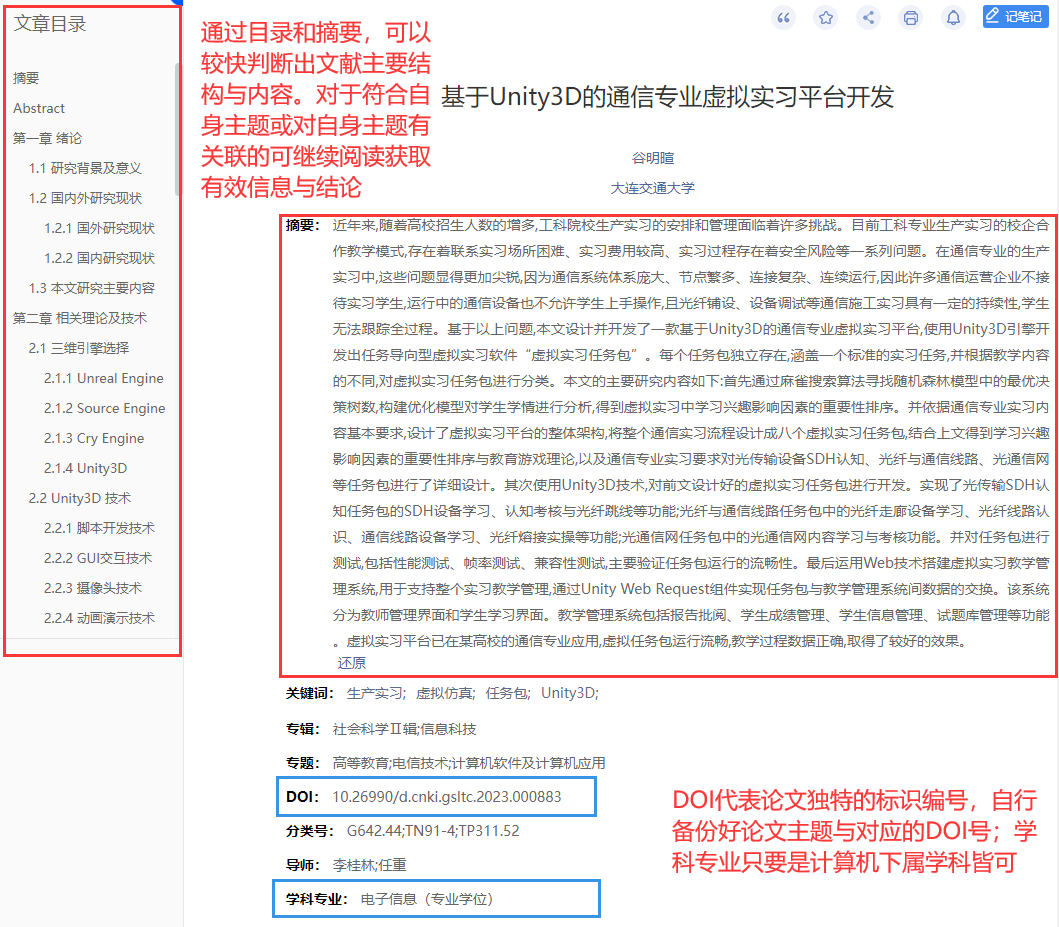 文章目录
摘要
Abstract
第一章 绪论
1.1 研究背景及意义
1.2 国内外研究现状
1.2.1 国外研究现状
1.2.2 国内研究现状
1.3 本文研究主要内容
第二章 相关理论及技术
2.1 三维引擎选择
2.1.1 Unreal Engine
2.1.2 Source Engine
2.1.3 Cry Engine
2.1.4 Unity3D
2.2 Unity3D 技术
2.2.1 脚本开发技术
2.2.2 GUI交互技术
2.2.3 摄像头技术
2.2.4 动画演示技术
通过目录和摘要，可以
较快判断出文献主要结
构与内容。对于符合自
身主题或对自身主题有
关联的可继续阅读获取
有效信息与结论
记笔记
基于Unity3D的通信专业虚拟实习平台开发
谷明暄
大连交通大学
摘要： 近年来,随着高校招生人数的增多,工科院校生产实习的安排和管理面临着许多挑战。目前工科专业生产实习的校企合
作教学模式,存在着联系实习场所困难、实习费用较高、实习过程存在着安全风险等一系列问题。在通信专业的生产
实习中,这些问题显得更加尖锐,因为通信系统体系庞大、节点繁多、连接复杂、连续运行,因此许多通信运营企业不接
待实习学生,运行中的通信设备也不允许学生上手操作,且光纤铺设、设备调试等通信施工实习具有一定的持续性,学生
无法跟踪全过程。基于以上问题,本文设计并开发了一款基于Unity3D的通信专业虚拟实习平台,使用Unity3D引擎开
发出任务导向型虚拟实习软件“虚拟实习任务包”。每个任务包独立存在,涵盖一个标准的实习任务,并根据教学内容
的不同,对虚拟实习任务包进行分类。本文的主要研究内容如下:首先通过麻雀搜索算法寻找随机森林模型中的最优决
策树数,构建优化模型对学生学情进行分析,得到虚拟实习中学习兴趣影响因素的重要性排序。并依据通信专业实习内
容基本要求,设计了虚拟实习平台的整体架构,将整个通信实习流程设计成八个虚拟实习任务包,结合上文得到学习兴趣
影响因素的重要性排序与教育游戏理论,以及通信专业实习要求对光传输设备SDH认知、光纤与通信线路、光通信网
等任务包进行了详细设计。其次使用Unity3D技术,对前文设计好的虚拟实习任务包进行开发。实现了光传输SDH认
知任务包的SDH设备学习、认知考核与光纤跳线等功能;光纤与通信线路任务包中的光纤走廊设备学习、光纤线路认
识、通信线路设备学习、光纤熔接实操等功能;光通信网任务包中的光通信网内容学习与考核功能。并对任务包进行
测试,包括性能测试、帧率测试、兼容性测试,主要验证任务包运行的流畅性。最后运用Web技术搭建虚拟实习教学管
理系统,用于支持整个实习教学管理,通过Unity Web Request组件实现任务包与教学管理系统间数据的交换。该系统
分为教师管理界面和学生学习界面。教学管理系统包括报告批阅、学生成绩管理、学生信息管理、试题库管理等功能
。虚拟实习平台已在某高校的通信专业应用,虚拟任务包运行流畅,教学过程数据正确,取得了较好的效果。
还原
关键词： 生产实习; 虚拟仿真; 任务包; Unity3D;
专辑： 社会科学Ⅱ辑;信息科技
专题： 高等教育;电信技术;计算机软件及计算机应用
DOI： 10.26990/d.cnki.gsltc.2023.000883
分类号： G642.44;TN91-4;TP311.52
导师： 李桂林;任重
学科专业： 电子信息（专业学位）
DOI代表论文独特的标识编号，自行
备份好论文主题与对应的DOI号；学
科专业只要是计算机下属学科皆可